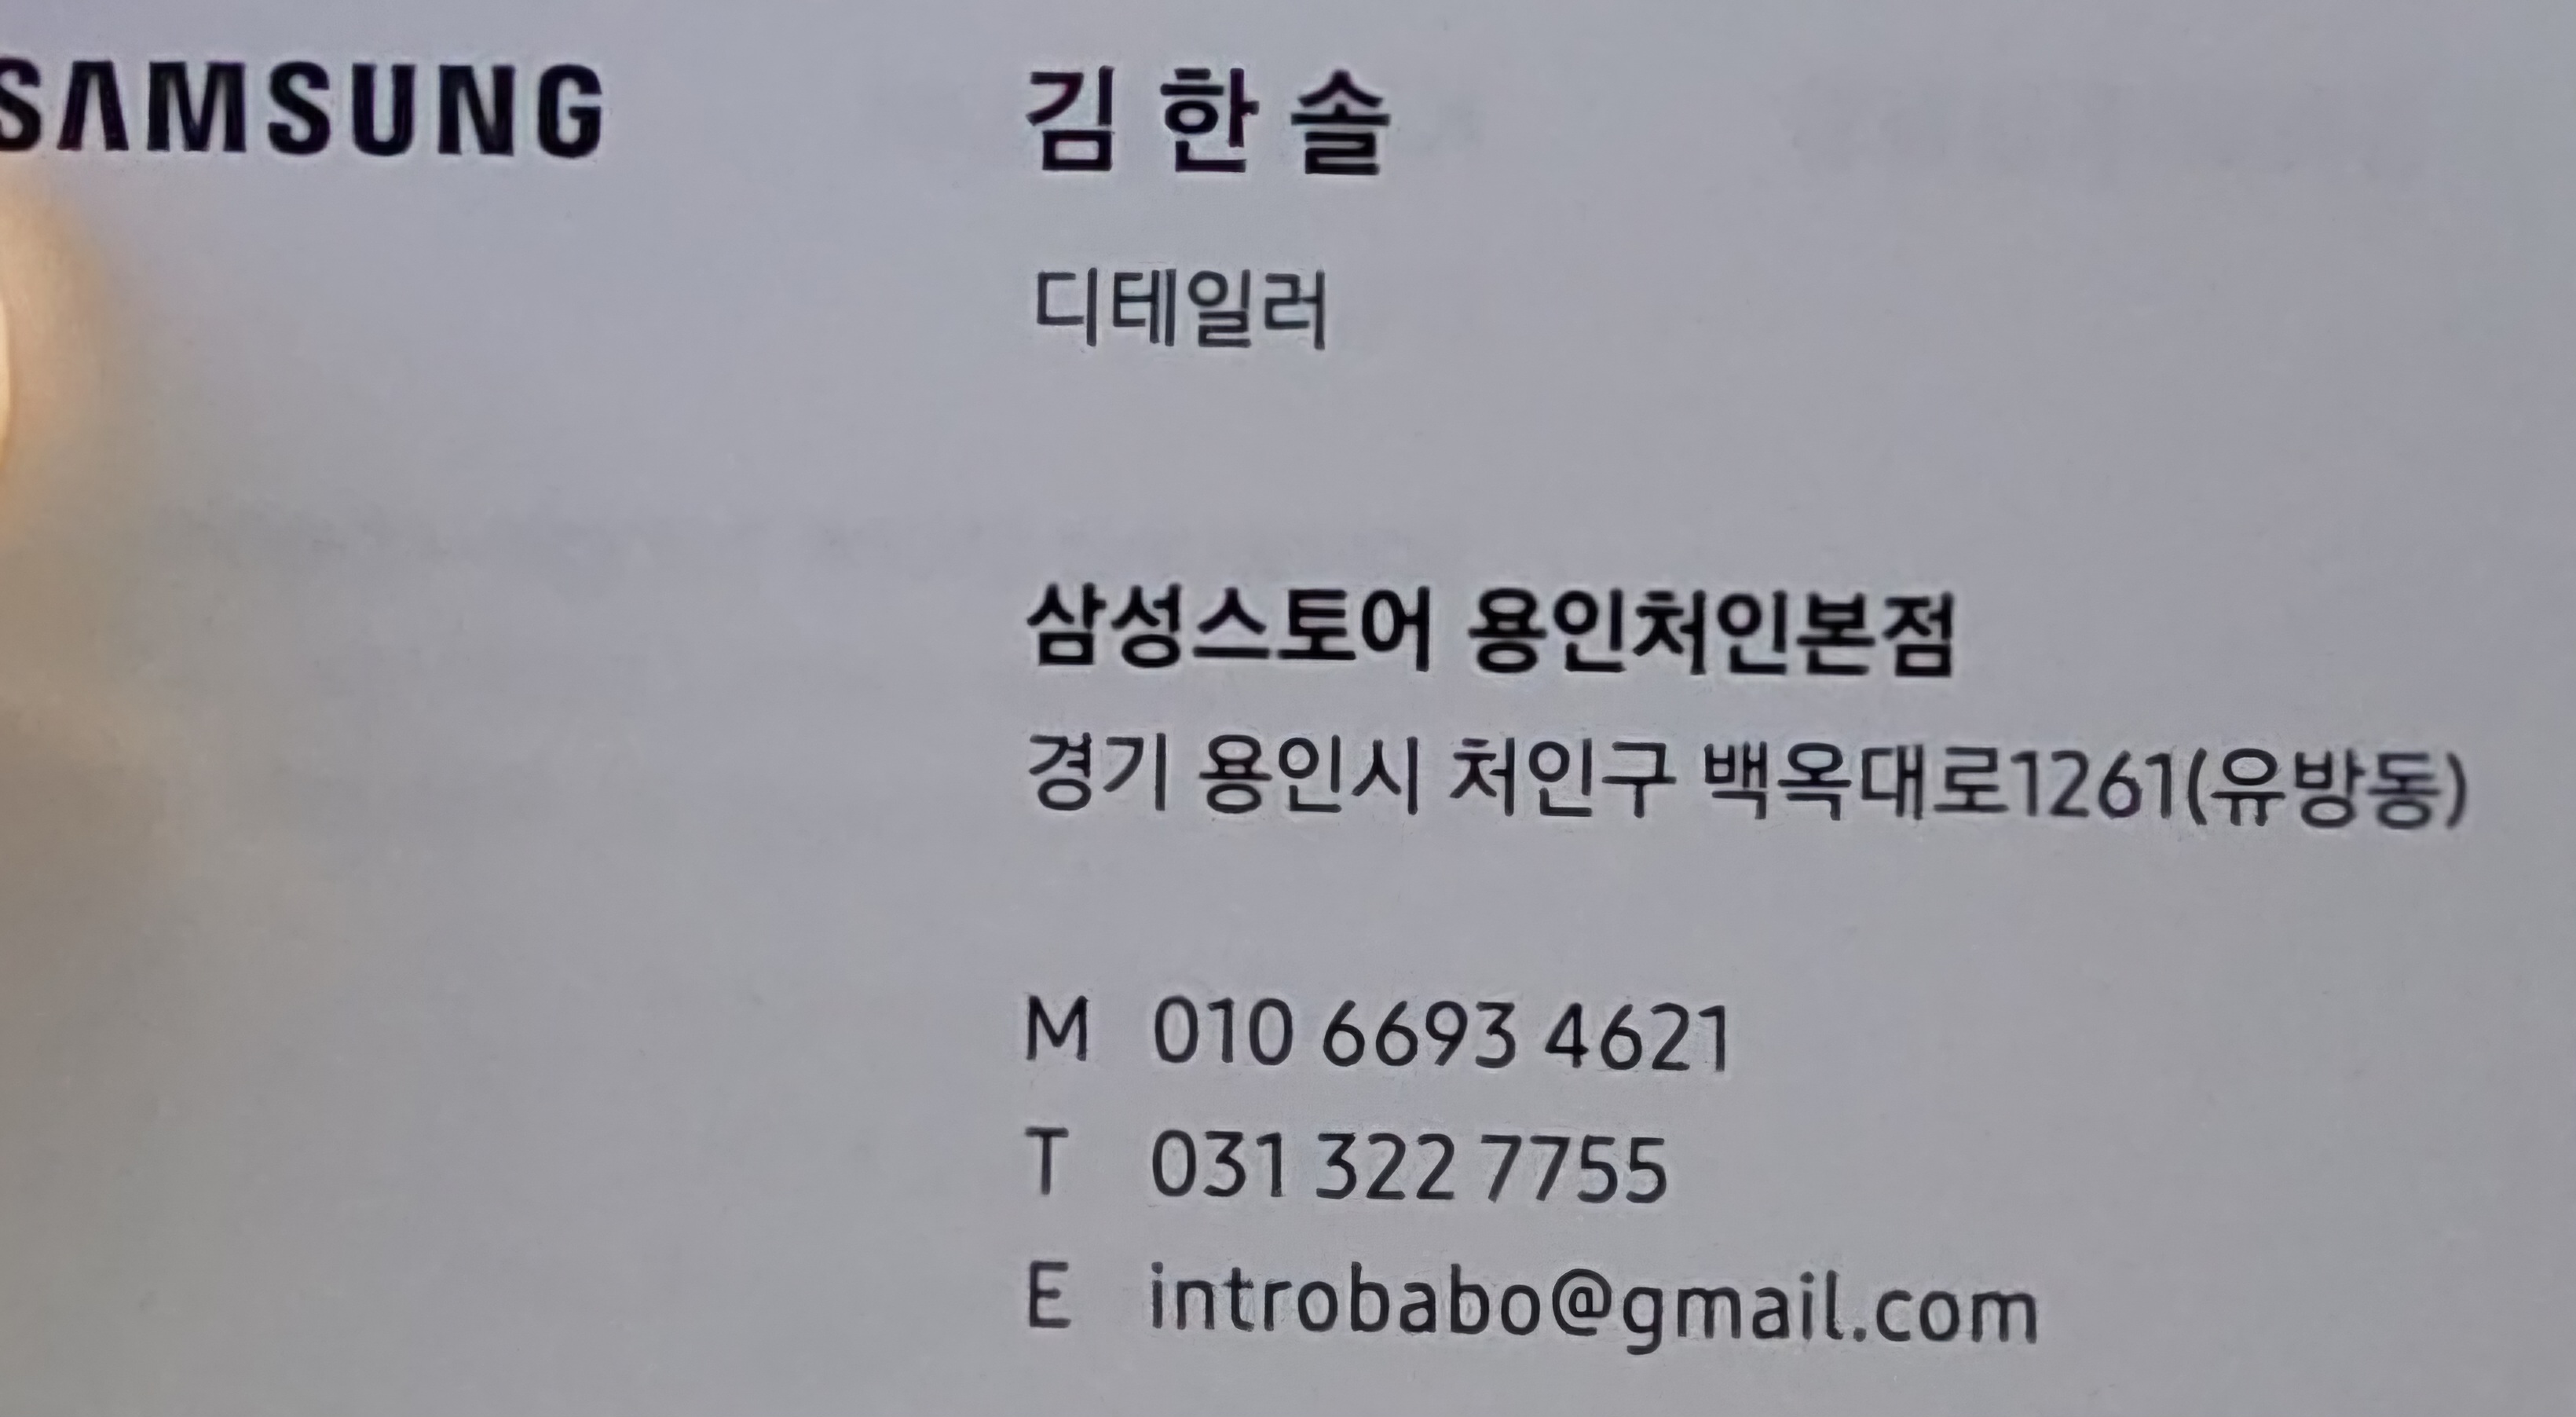 SAMSUNG
김한솔
디테일러
삼성스토어 용인처인본점
경기 용인시 처인구 백옥대로1261(유방동)
M 010 6693 4621
T 031 322 7755
E introbabo@gmail.com